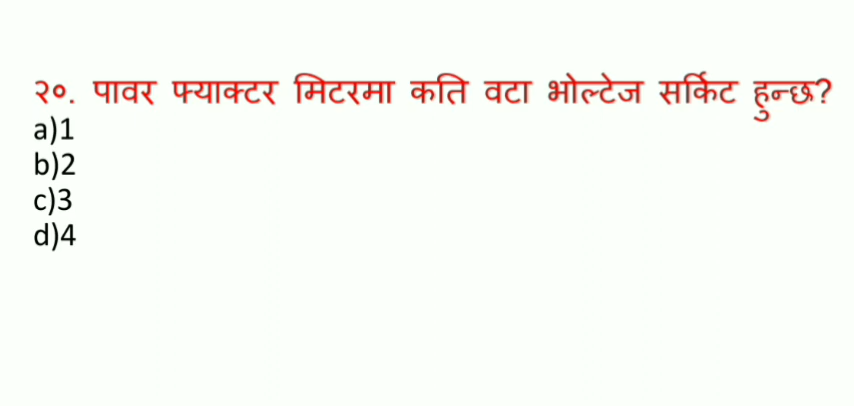 २०. पावर फ्याक्टर मिटरमा कति वटा भोल्टेज सर्किट हुन्छ?
a)1
b)2
c)3
d)4